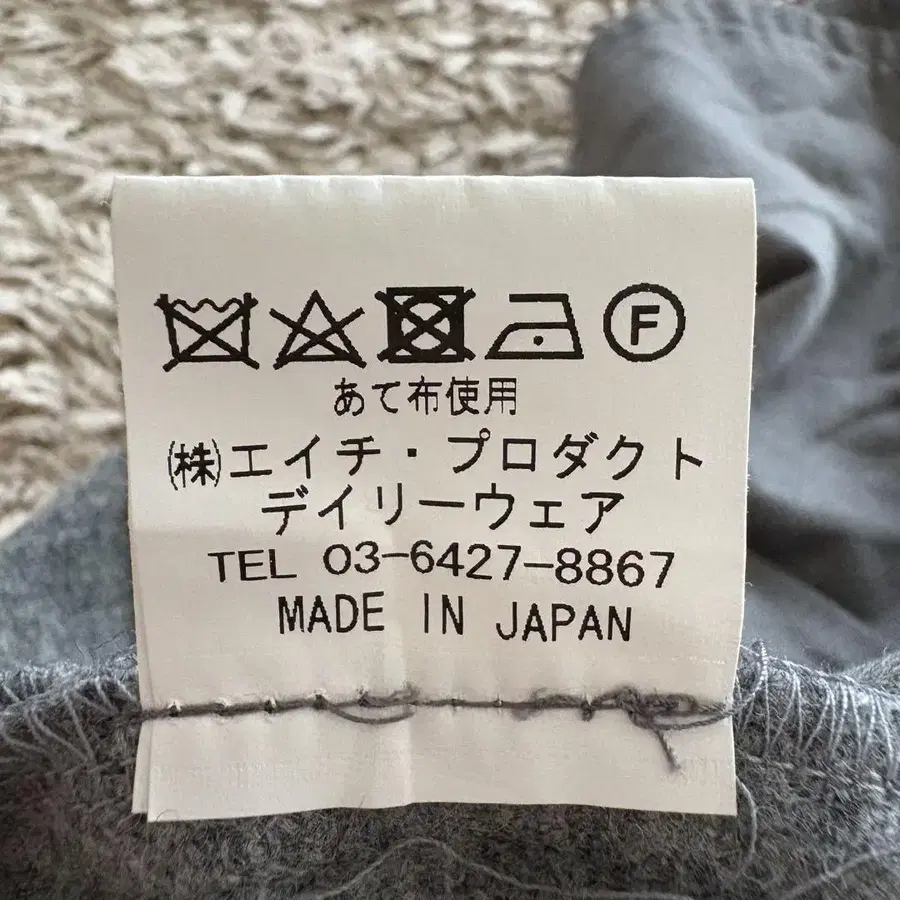 F
あて布使用
㈱エイチ・プロダクト
デイリーウェア
TEL 03-6427-8867
MADE IN JAPAN